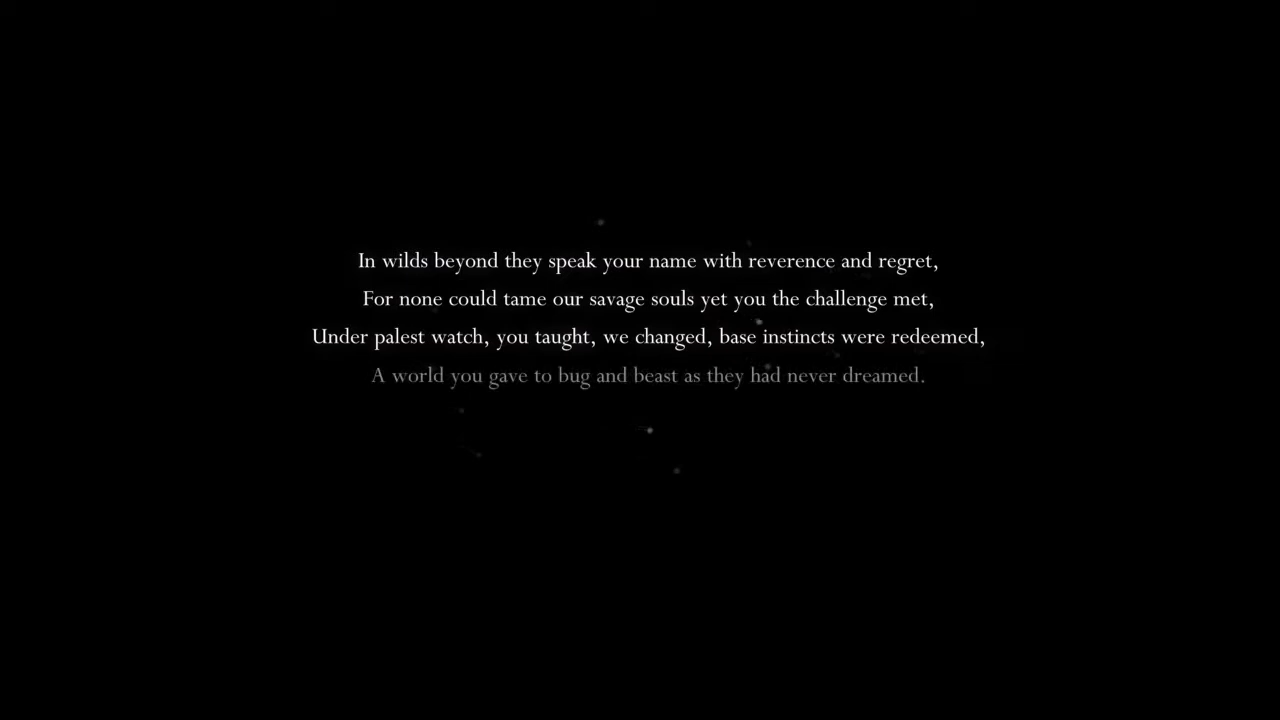 In wilds beyond they speak your name with reverence and regret,
For none could tame our savage souls yet you the challenge met,
Under palest watch, you taught, we changed, base instincts were redeemed,
A world you gave to bug and beast as they had never dreamed.